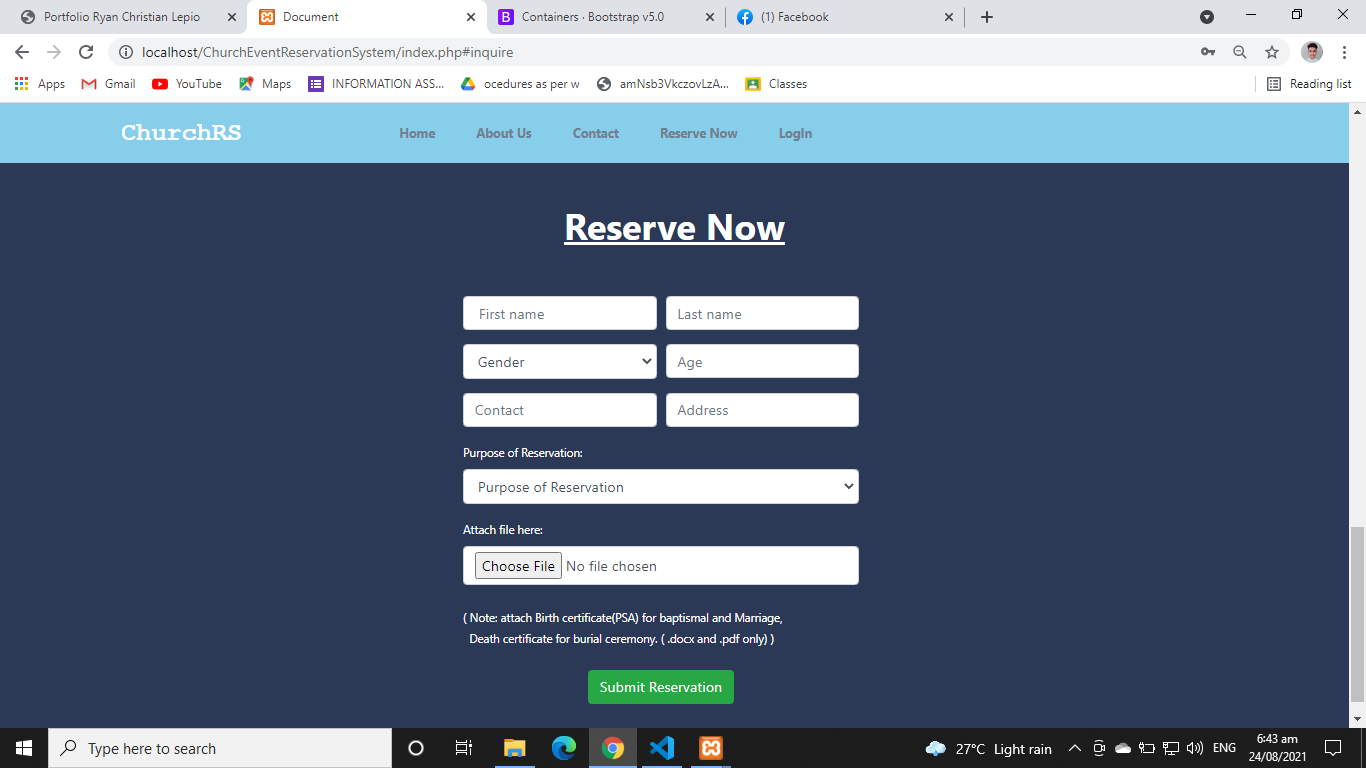 Portfolio Ryan Christian Lepio
Document
Containers · Bootstrap v5.0
(1) Facebook
localhost/ChurchEventReservationSystem/index.php#inquire
Apps Gmail YouTube Maps INFORMATION ASS... ocedures as per w amNsb3VkczovLzA... Classes Reading list
ChurchRS Home About Us Contact Reserve Now LogIn
Reserve Now
First name Last name
Gender Age
Contact Address
Purpose of Reservation:
Purpose of Reservation
Attach file here:
Choose File No file chosen
( Note: attach Birth certificate(PSA) for baptismal and Marriage,
Death certificate for burial ceremony. ( .docx and .pdf only) )
Submit Reservation
Type here to search
27°C Light rain
ENG
6:43 am
24/08/2021